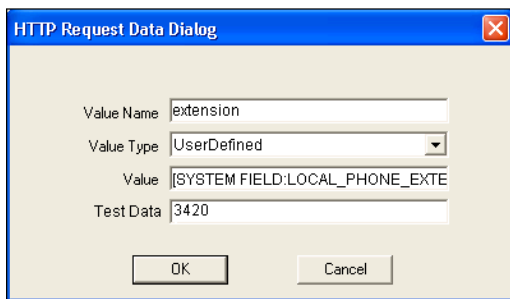 HTTP Request Data Dialog
Value Name extension
Value Type UserDefined
Value [SYSTEM FIELD:LOCAL_PHONE_EXTE
Test Data 3420
OK Cancel